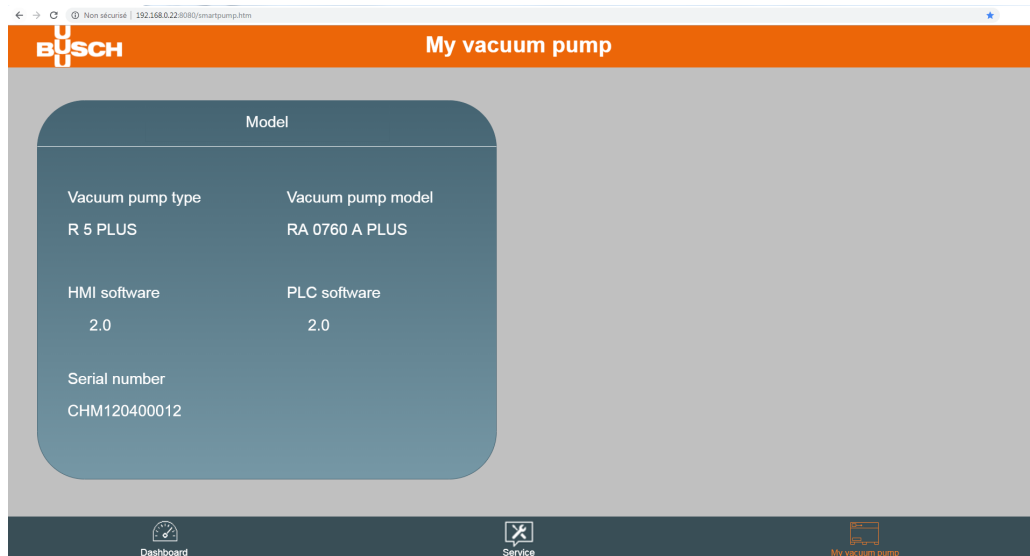 Non sécurisé | 192.168.0.22:8080/smartpump.htm
BUSCH
My vacuum pump
Model
Vacuum pump type
Vacuum pump model
R 5 PLUS
RA 0760 A PLUS
HMI software
PLC software
2.0
2.0
Serial number
CHM120400012
Dashboard
Service
My vacuum pump